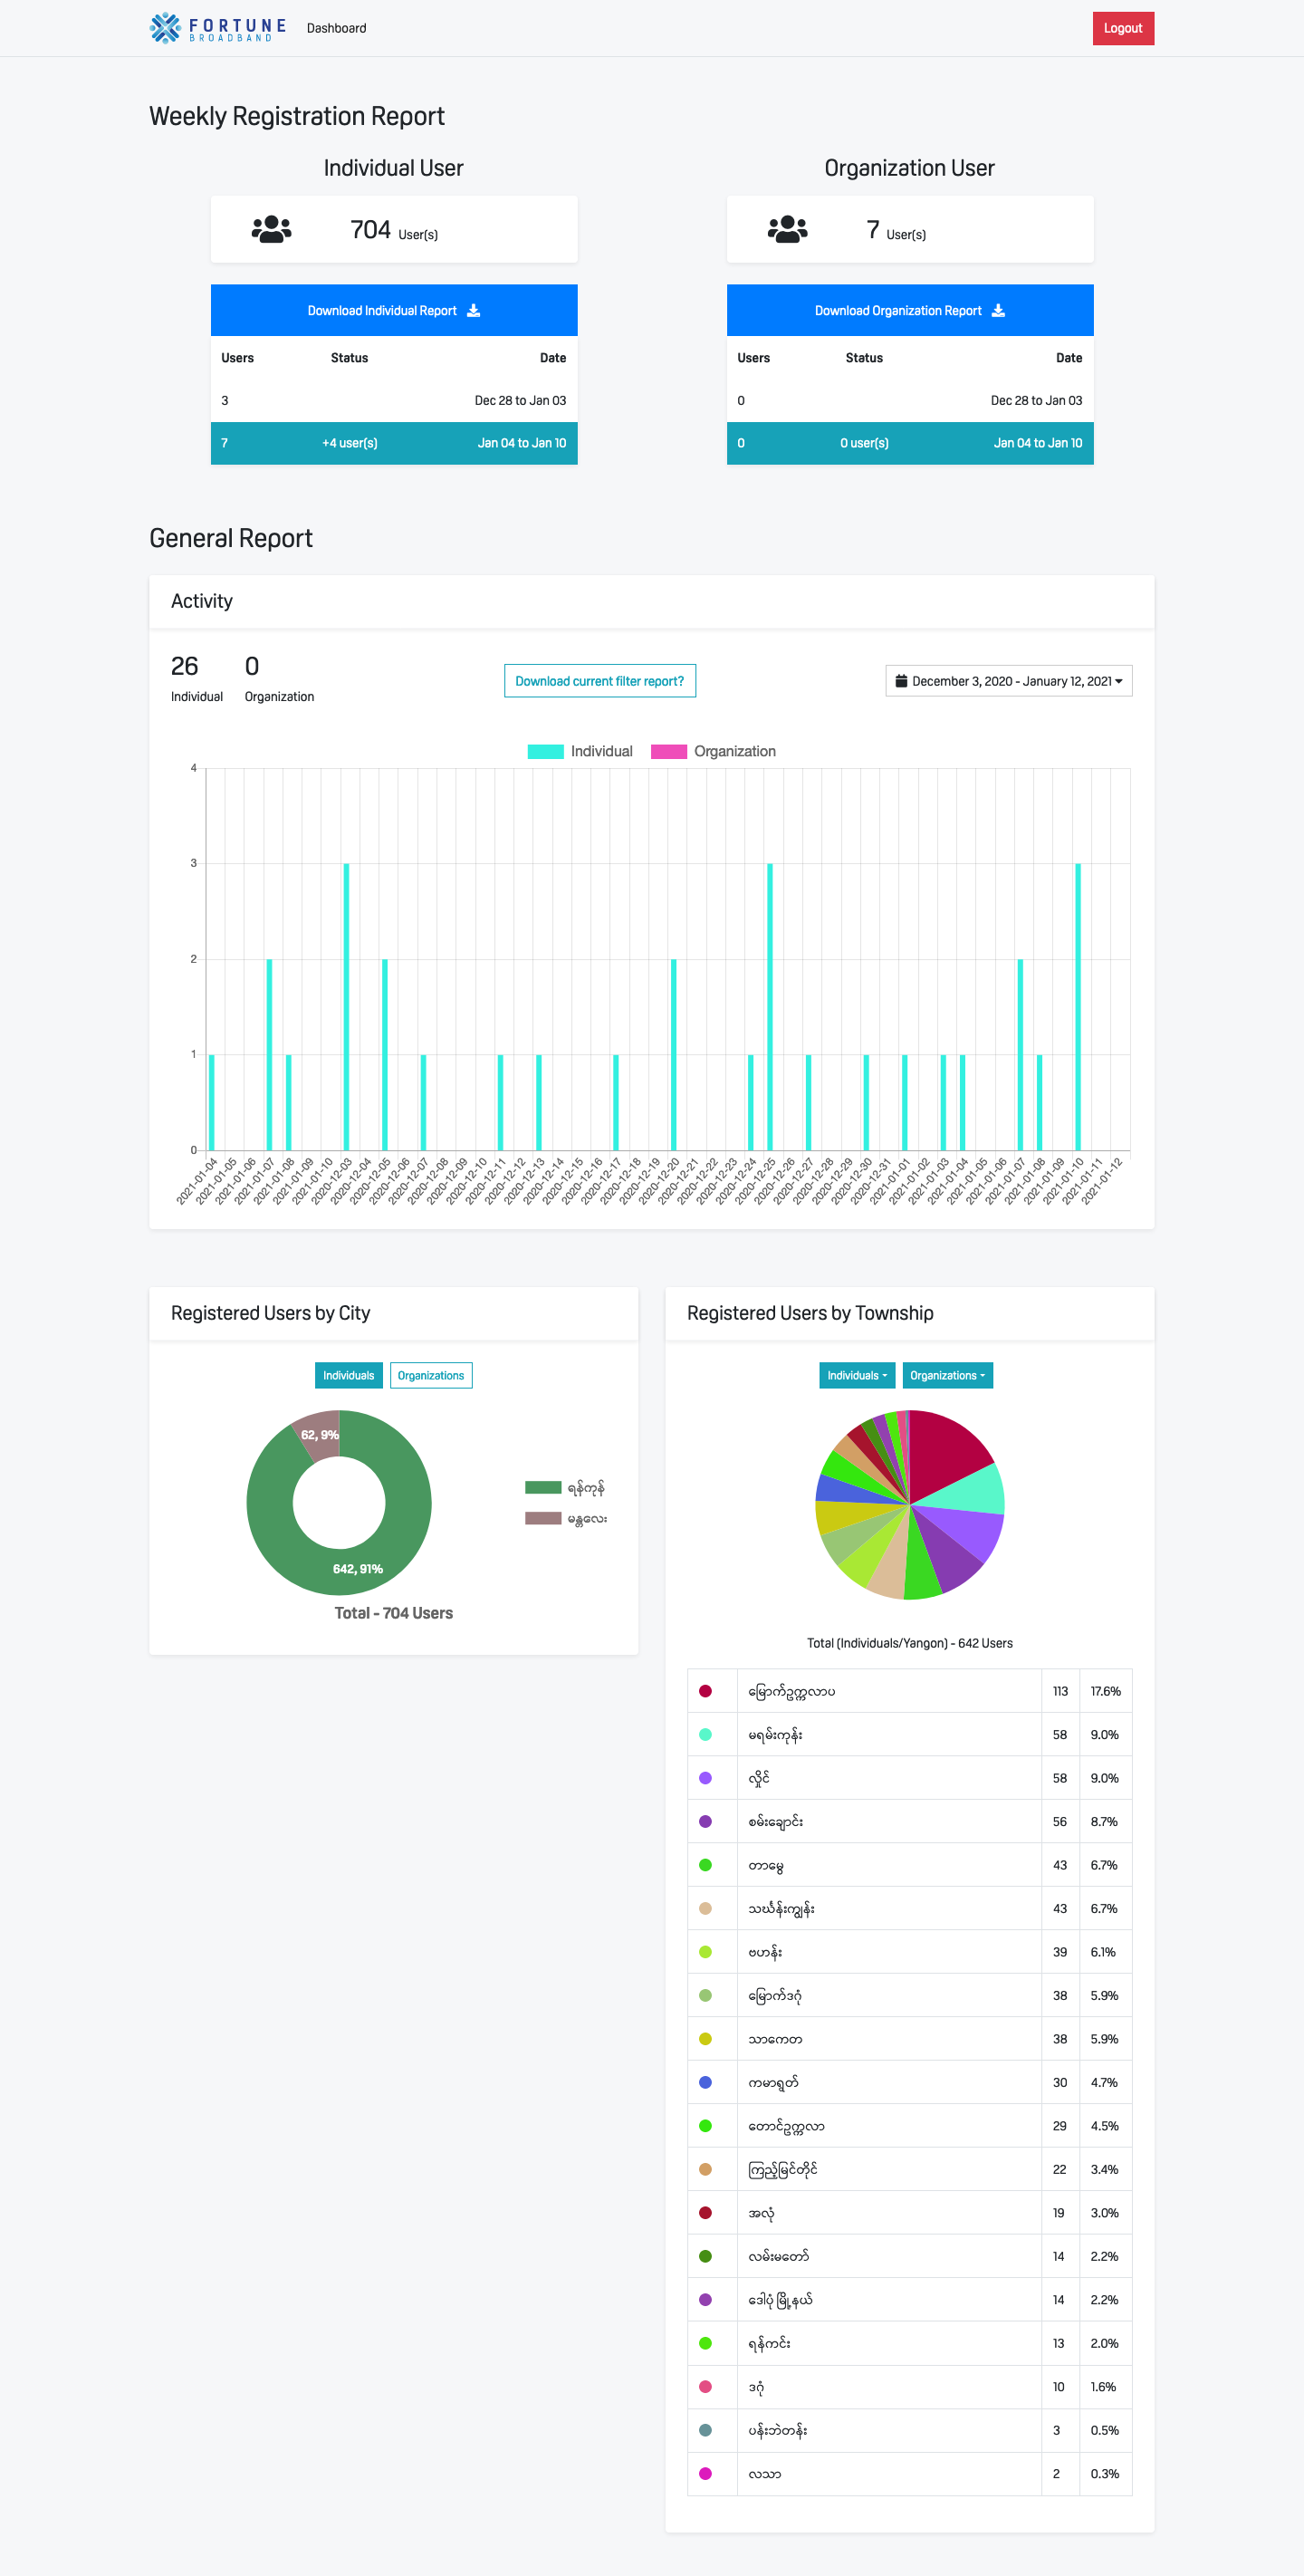 FORTUNE
BROADBAND
Dashboard
Logout
Weekly Registration Report
Individual User
704 User(s)
Download Individual Report
Users Status Date
3 Dec 28 to Jan 03
7 +4 user(s) Jan 04 to Jan 10
Organization User
7 User(s)
Download Organization Report
Users Status Date
0 Dec 28 to Jan 03
0 0 user(s) Jan 04 to Jan 10
General Report
Activity
26 0
Individual Organization
Download current filter report?
December 3, 2020 - January 12, 2021
Individual Organization
4
3
2
1
0
2021-01-04
2021-01-05
2021-01-06
2021-01-07
2021-01-08
2021-01-09
2021-01-10
2020-12-03
2020-12-04
2020-12-05
2020-12-06
2020-12-07
2020-12-08
2020-12-09
2020-12-10
2020-12-11
2020-12-12
2020-12-13
2020-12-14
2020-12-15
2020-12-16
2020-12-17
2020-12-18
2020-12-19
2020-12-20
2020-12-21
2020-12-22
2020-12-23
2020-12-24
2020-12-25
2020-12-26
2020-12-27
2020-12-28
2020-12-29
2020-12-30
2020-12-31
2021-01-01
2021-01-02
2021-01-03
2021-01-04
2021-01-05
2021-01-06
2021-01-07
2021-01-08
2021-01-09
2021-01-10
2021-01-11
2021-01-12
Registered Users by City
Individuals Organizations
62, 9%
642, 91%
ရန်ကုန်
မန္တလေး
Total - 704 Users
Registered Users by Township
Individuals Organizations
Total (Individuals/Yangon) - 642 Users
မြောက်ဥက္ကလာပ 113 17.6%
မရမ်းကုန်း 58 9.0%
လှိုင် 58 9.0%
စမ်းချောင်း 56 8.7%
တာမွေ 43 6.7%
သင်္ဃန်းကျွန်း 43 6.7%
ဗဟန်း 39 6.1%
မြောက်ဒဂုံ 38 5.9%
သာကေတ 38 5.9%
ကမာရွတ် 30 4.7%
တောင်ဥက္ကလာ 29 4.5%
ကြည့်မြင်တိုင် 22 3.4%
အလုံ 19 3.0%
လမ်းမတော် 14 2.2%
ဒေါပုံ မြို့နယ် 14 2.2%
ရန်ကင်း 13 2.0%
ဒဂုံ 10 1.6%
ပန်းဘဲတန်း 3 0.5%
လသာ 2 0.3%